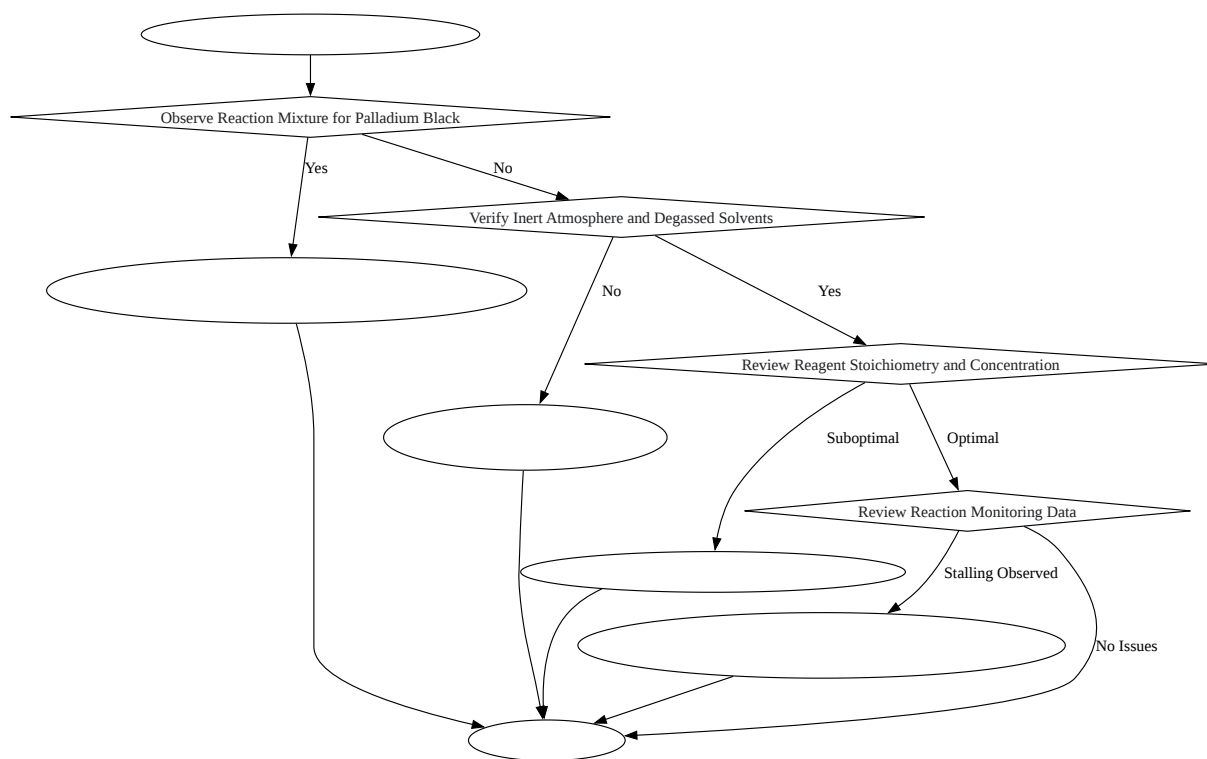 Observe Reaction Mixture for Palladium Black
Yes
No
Verify Inert Atmosphere and Degassed Solvents
No
Yes
Review Reagent Stoichiometry and Concentration
Suboptimal
Optimal
Review Reaction Monitoring Data
Stalling Observed
No Issues